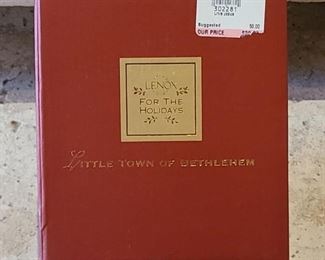 302281
Suggested 50.00
OUR PRICE
LENOX
FOR THE
HOLIDAYS
LITTLE TOWN OF BETHLEHEM